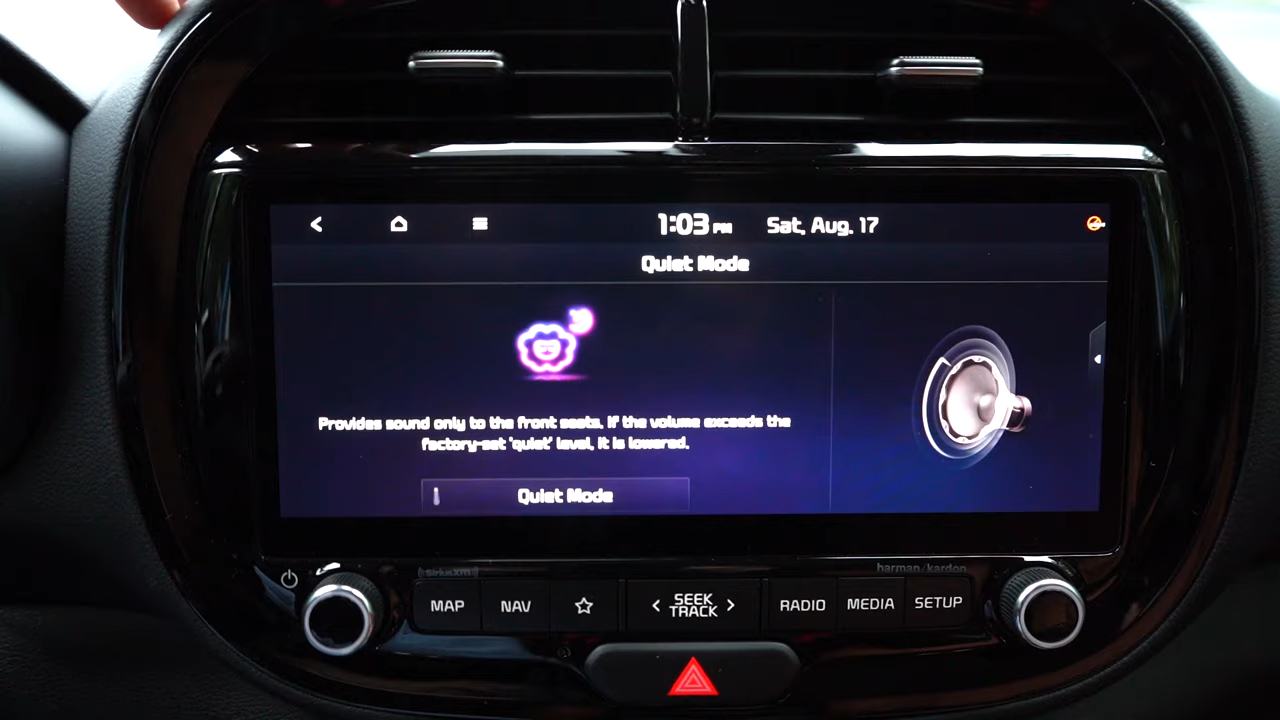 1:03 PM Sat, Aug. 17
Quiet Mode
Provides sound only to the front seats. If the volume exceeds the
factory-set 'quiet' level, it is lowered.
Quiet Mode
((SiriusXM))
harman/kardon
MAP
NAV
SEEK
TRACK
RADIO
MEDIA
SETUP